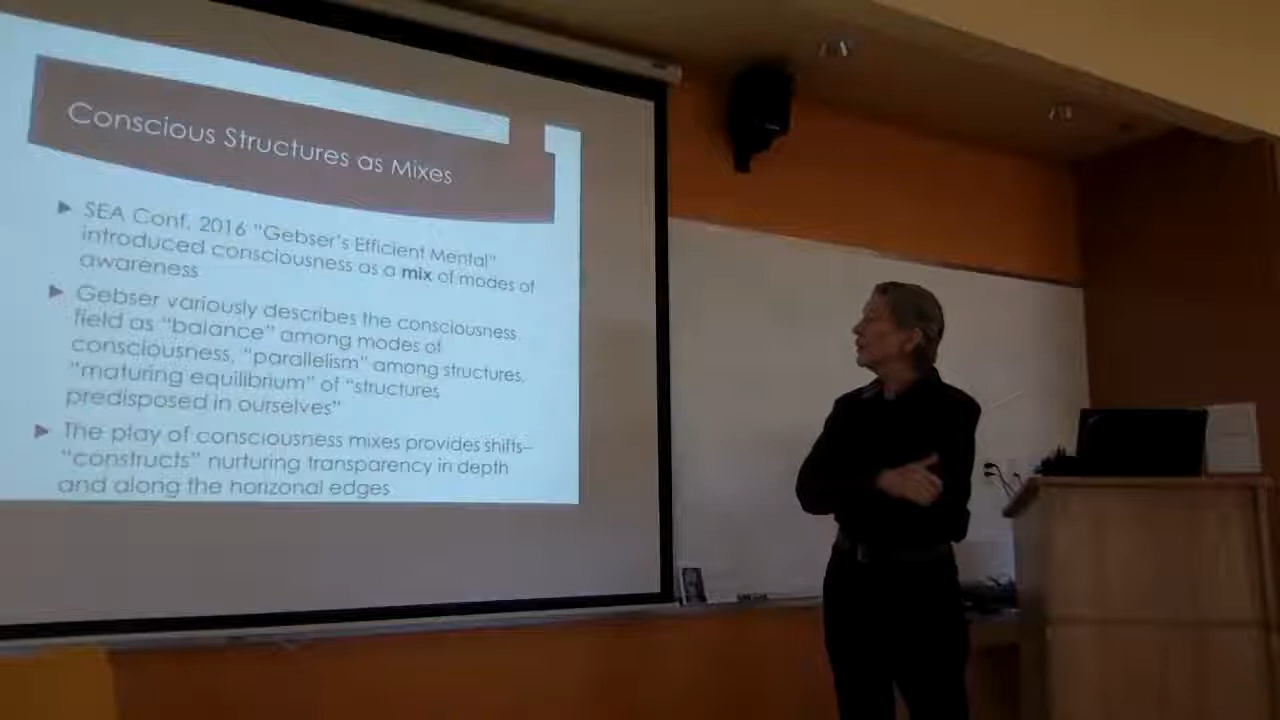 Conscious Structures as Mixes
SEA Conf. 2016 "Gebser's Efficient Mental"
introduced consciousness as a mix of modes of
awareness
Gebser variously describes the consciousness
field as "balance" among modes of
consciousness, "parallelism" among structures,
"maturing equilibrium" of "structures
predisposed in ourselves"
The play of consciousness mixes provides shifts–
"constructs" nurturing transparency in depth
and along the horizonal edges